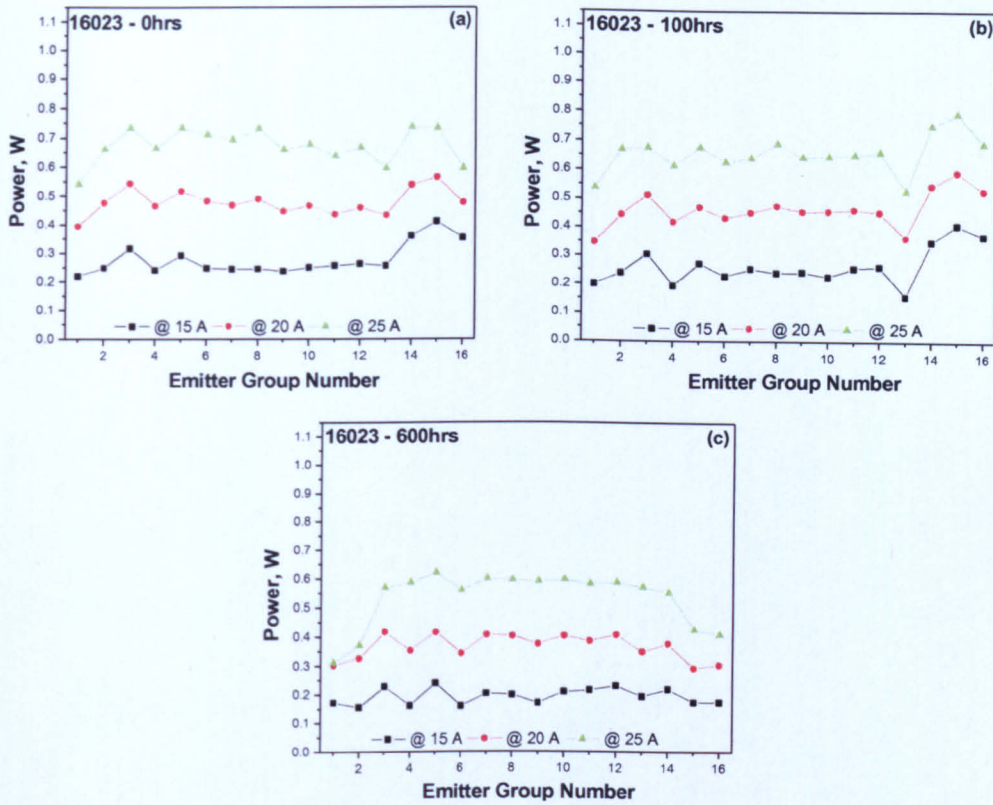 16023 - 0hrs
(a)
1.1
1.0
0.9
0.8
0.7
0.6
0.5
0.4
0.3
0.2
0.1
0.0
Power, W
@ 15 A @ 20 A @ 25 A
2 4 6 8 10 12 14 16
Emitter Group Number
16023 - 100hrs
(b)
1.1
1.0
0.9
0.8
0.7
0.6
0.5
0.4
0.3
0.2
0.1
0.0
Power, W
@ 15 A @ 20 A @ 25 A
2 4 6 8 10 12 14 16
Emitter Group Number
16023 - 600hrs
(c)
1.1
1.0
0.9
0.8
0.7
0.6
0.5
0.4
0.3
0.2
0.1
0.0
Power, W
@ 15 A @ 20 A @ 25 A
2 4 6 8 10 12 14 16
Emitter Group Number